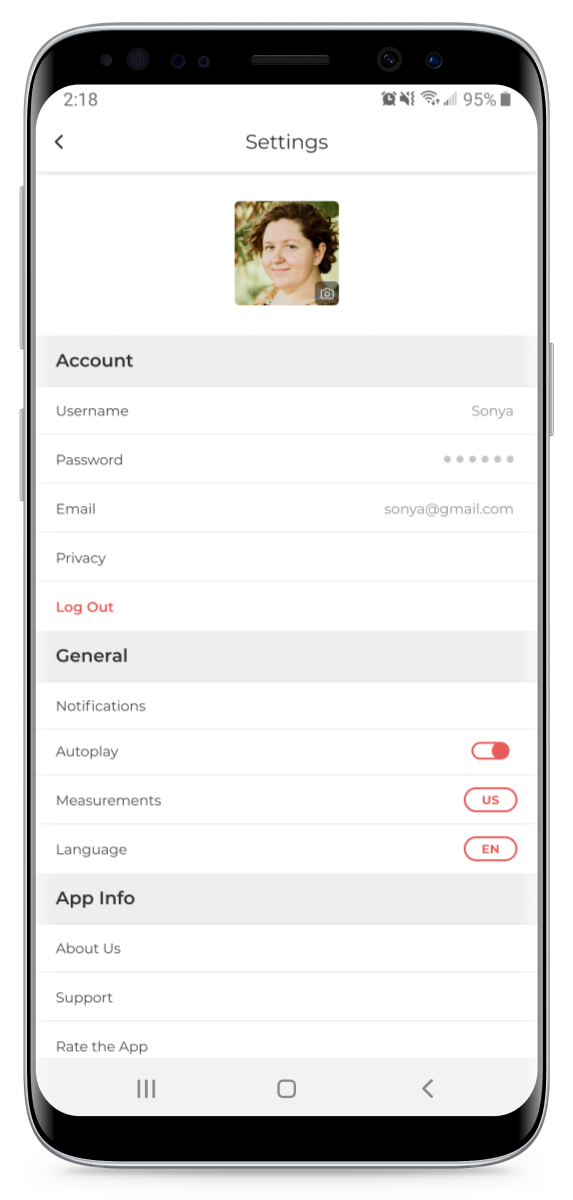 2:18 95%
Settings
Account
Username Sonya
Password ●●●●●●
Email sonya@gmail.com
Privacy
Log Out
General
Notifications
Autoplay
Measurements US
Language EN
App Info
About Us
Support
Rate the App